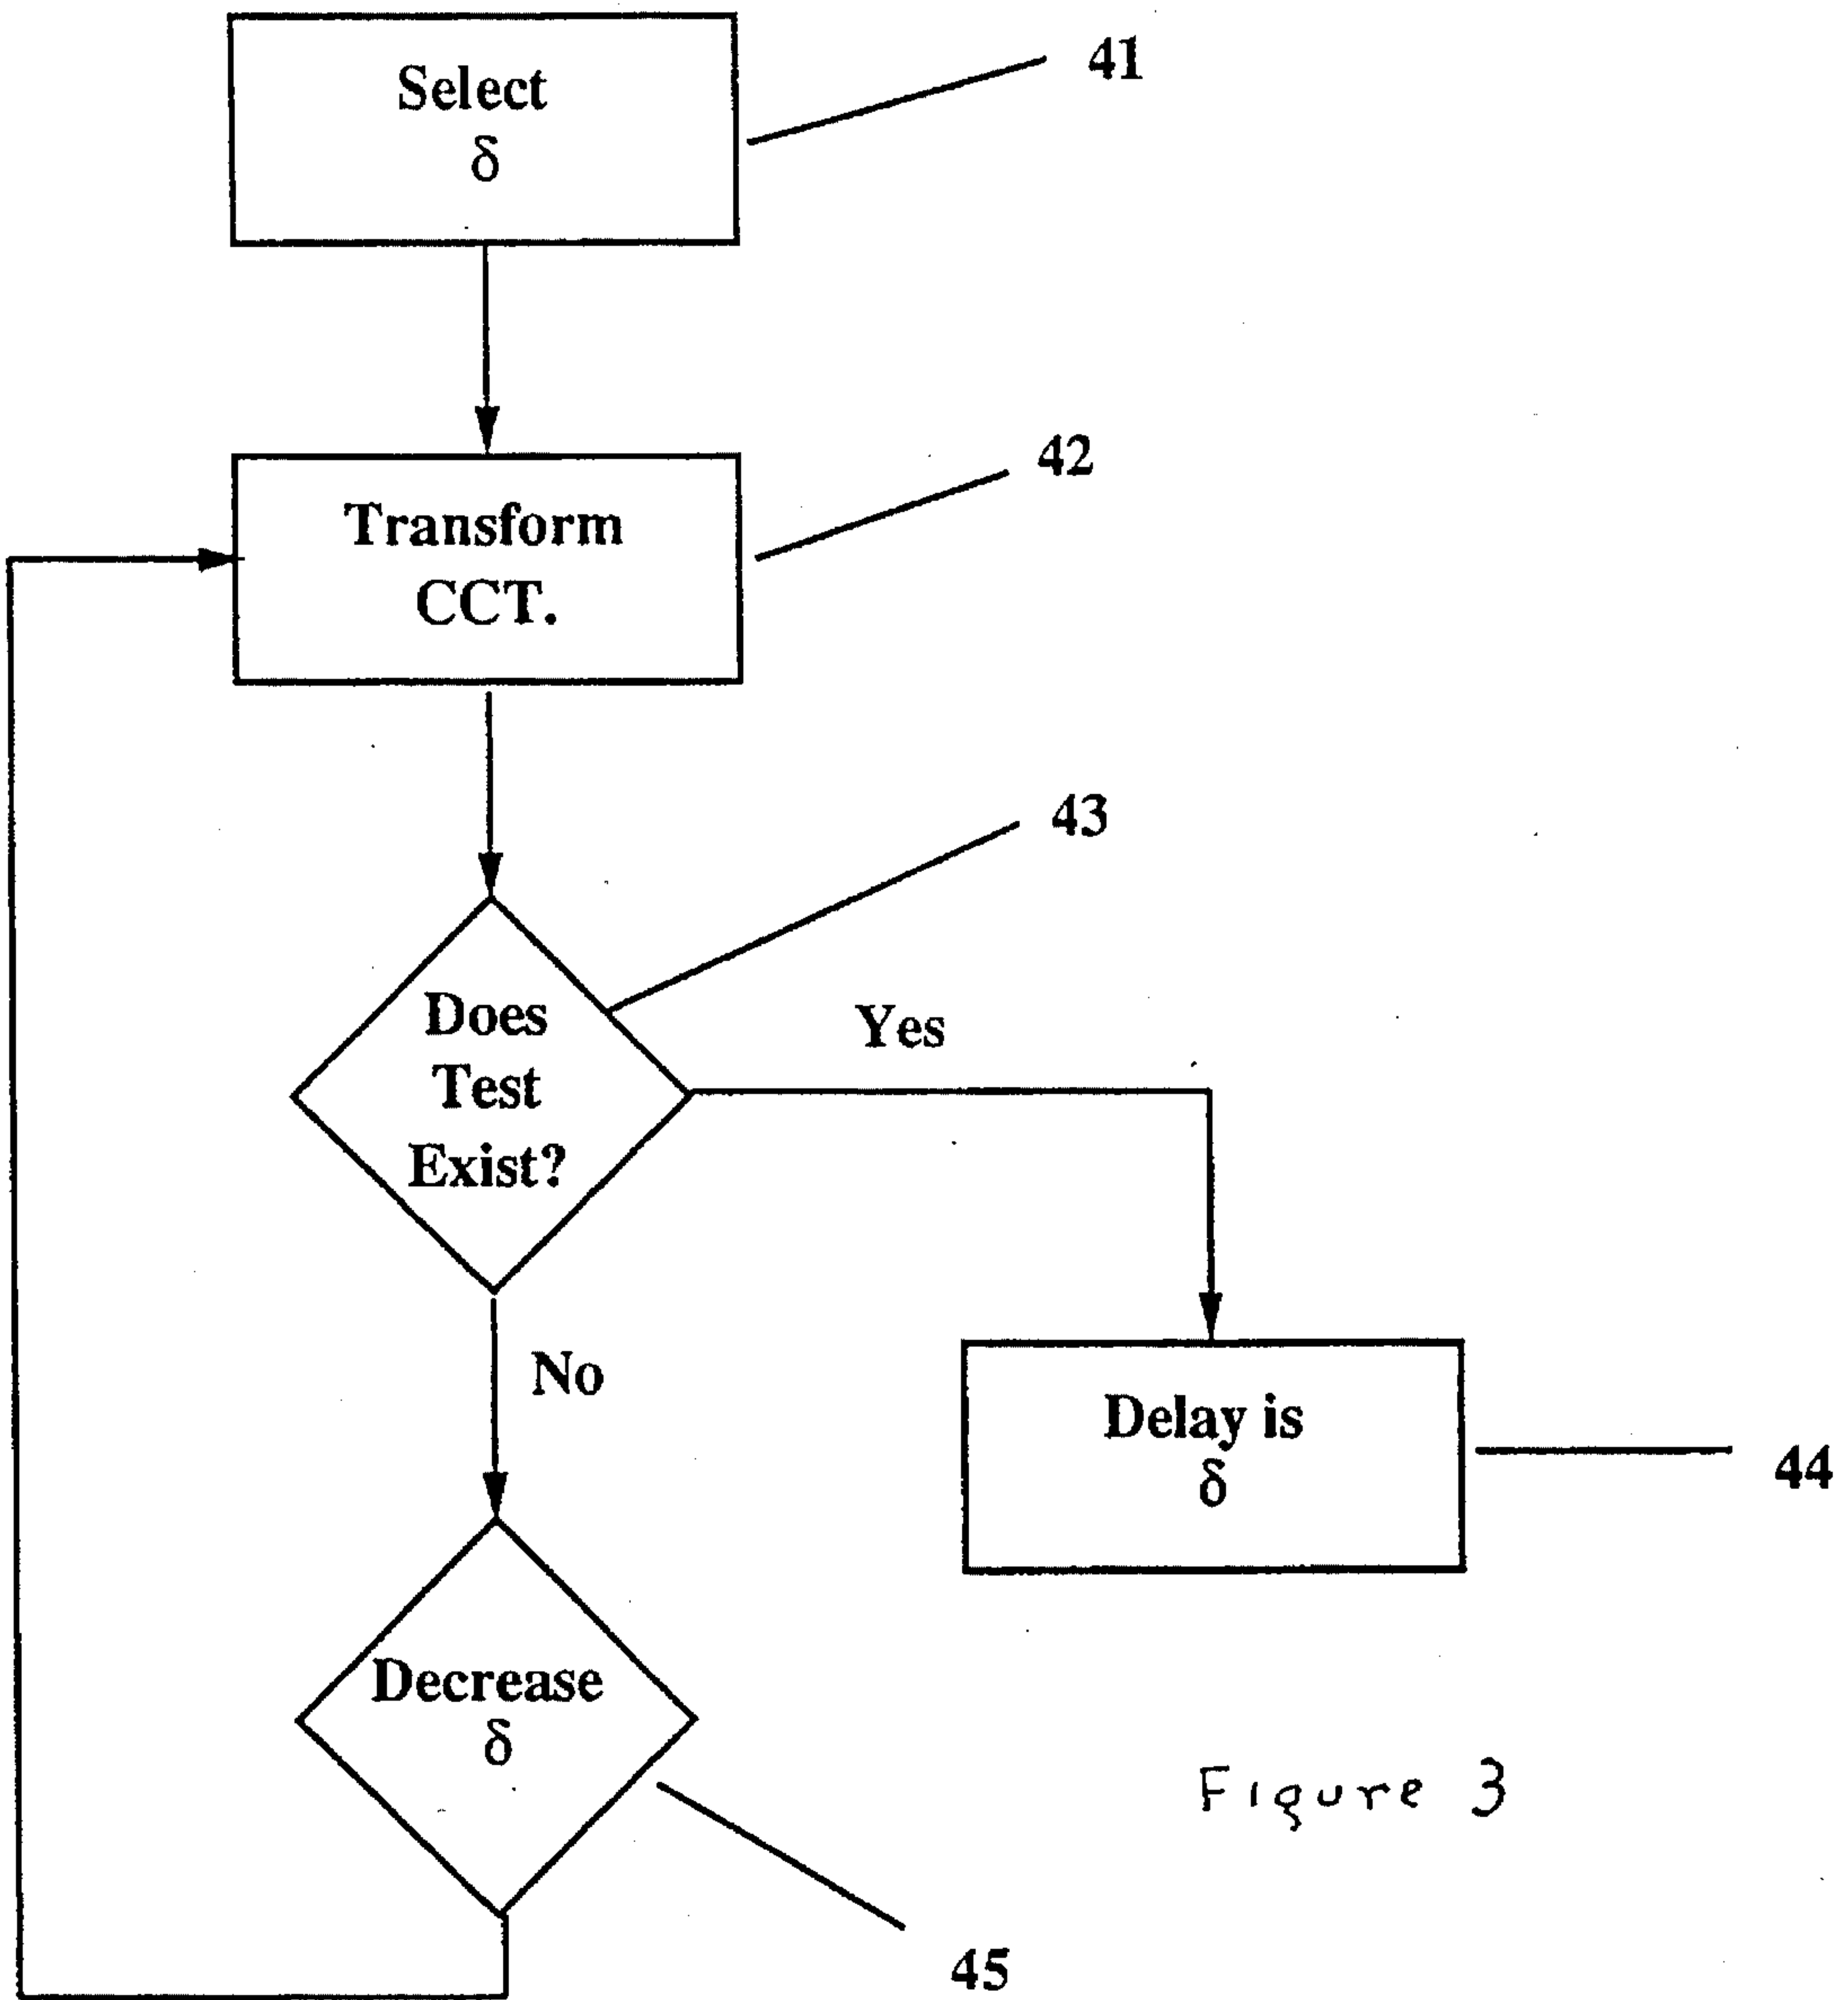 Select
δ
41
Transform
CCT.
42
43
Does
Test
Exist?
Yes
No
Delay is
δ
44
Decrease
δ
45
Figure 3